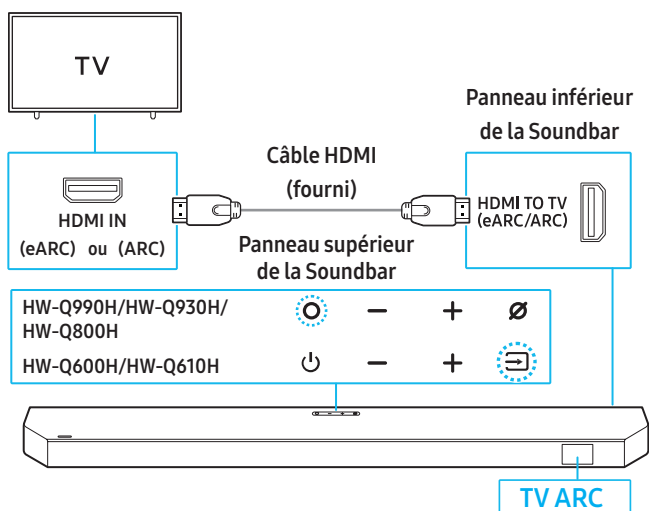 TV
Panneau inférieur
de la Soundbar
Câble HDMI
(fourni)
HDMI IN
(eARC) ou (ARC)
HDMI TO TV
(eARC/ARC)
Panneau supérieur
de la Soundbar
HW-Q990H/HW-Q930H/
HW-Q800H
HW-Q600H/HW-Q610H
TV ARC